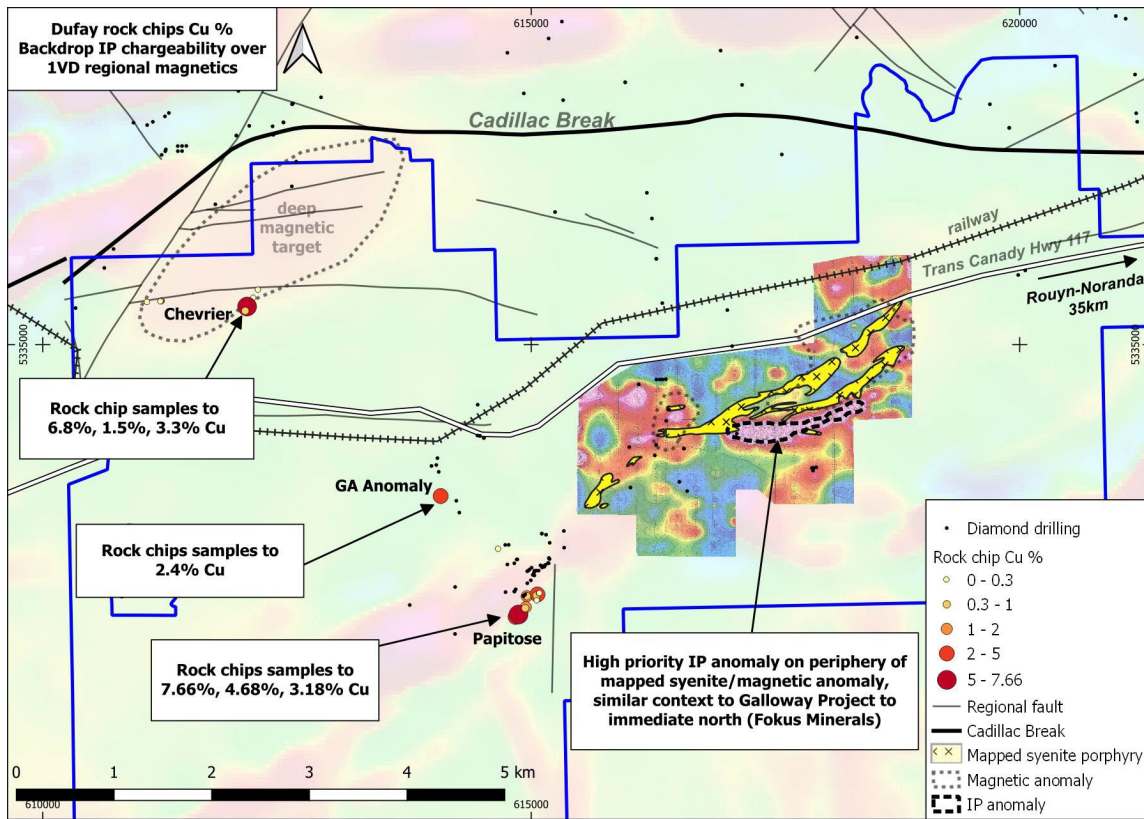 Dufay rock chips Cu %
Backdrop IP chargeability over
1VD regional magnetics
615000
620000
Cadillac Break
deep
magnetic
target
railway
Trans Canady Hwy 117
Rouyn-Noranda
35km
5335000
5335000
Chevrier
Rock chip samples to
6.8%, 1.5%, 3.3% Cu
GA Anomaly
Rock chips samples to
2.4% Cu
Papitose
Rock chips samples to
7.66%, 4.68%, 3.18% Cu
High priority IP anomaly on periphery of
mapped syenite/magnetic anomaly,
similar context to Galloway Project to
immediate north (Fokus Minerals)
Diamond drilling
Rock chip Cu %
0 - 0.3
0.3 - 1
1 - 2
2 - 5
5 - 7.66
Regional fault
Cadillac Break
Mapped syenite porphyry
Magnetic anomaly
IP anomaly
0 1 2 3 4 5 km
610000
615000